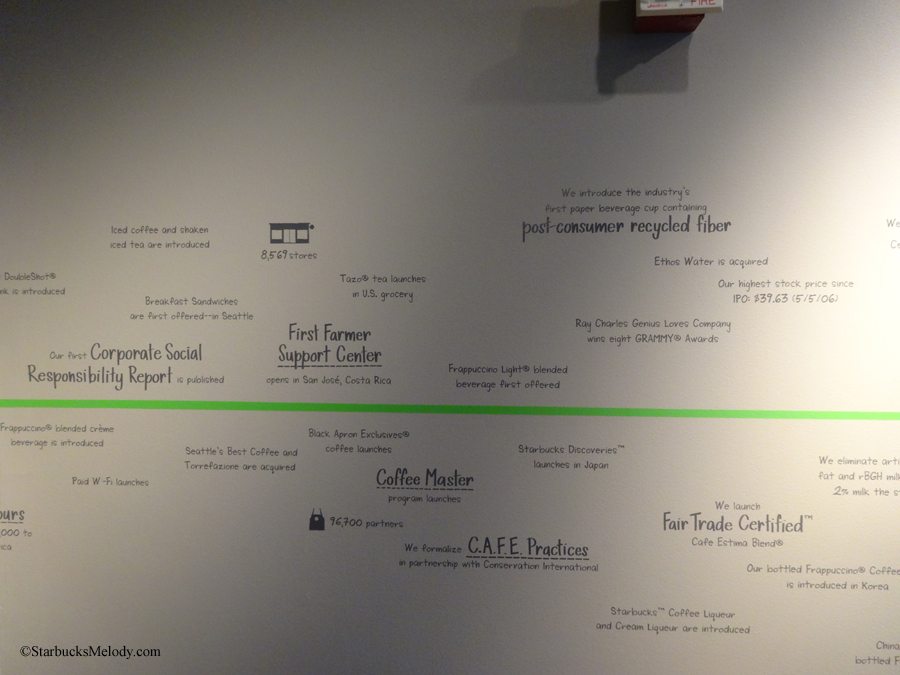 FIRE
We introduce the industry's
first paper beverage cup containing
post-consumer recycled fiber
We
Iced coffee and shaken
iced tea are introduced
8,569 stores
Ethos Water is acquired
DoubleShot®
is introduced
Tazo® tea launches
in U.S. grocery
Our highest stock price since
IPO: $39.63 (5/5/06)
Breakfast Sandwiches
are first offered--in Seattle
First Farmer
Support Center
opens in San José, Costa Rica
Ray Charles Genius Loves Company
wins eight GRAMMY® Awards
Our first Corporate Social
Responsibility Report is published
Frappuccino Light® blended
beverage first offered
Frappuccino® blended crème
beverage is introduced
Black Apron Exclusives®
coffee launches
Seattle's Best Coffee and
Torrefazione are acquired
Starbucks Discoveries™
launches in Japan
We eliminate
fat and rBGH milk
2% milk the
Paid Wi-Fi launches
Coffee Master
program launches
96,700 partners
We launch
Fair Trade Certified™
Cafe Estima Blend®
000 to
We formalize C.A.F.E. Practices
in partnership with Conservation International
Our bottled Frappuccino® Coffee
is introduced in Korea
Starbucks™ Coffee Liqueur
and Cream Liqueur are introduced
China
bottled
©StarbucksMelody.com